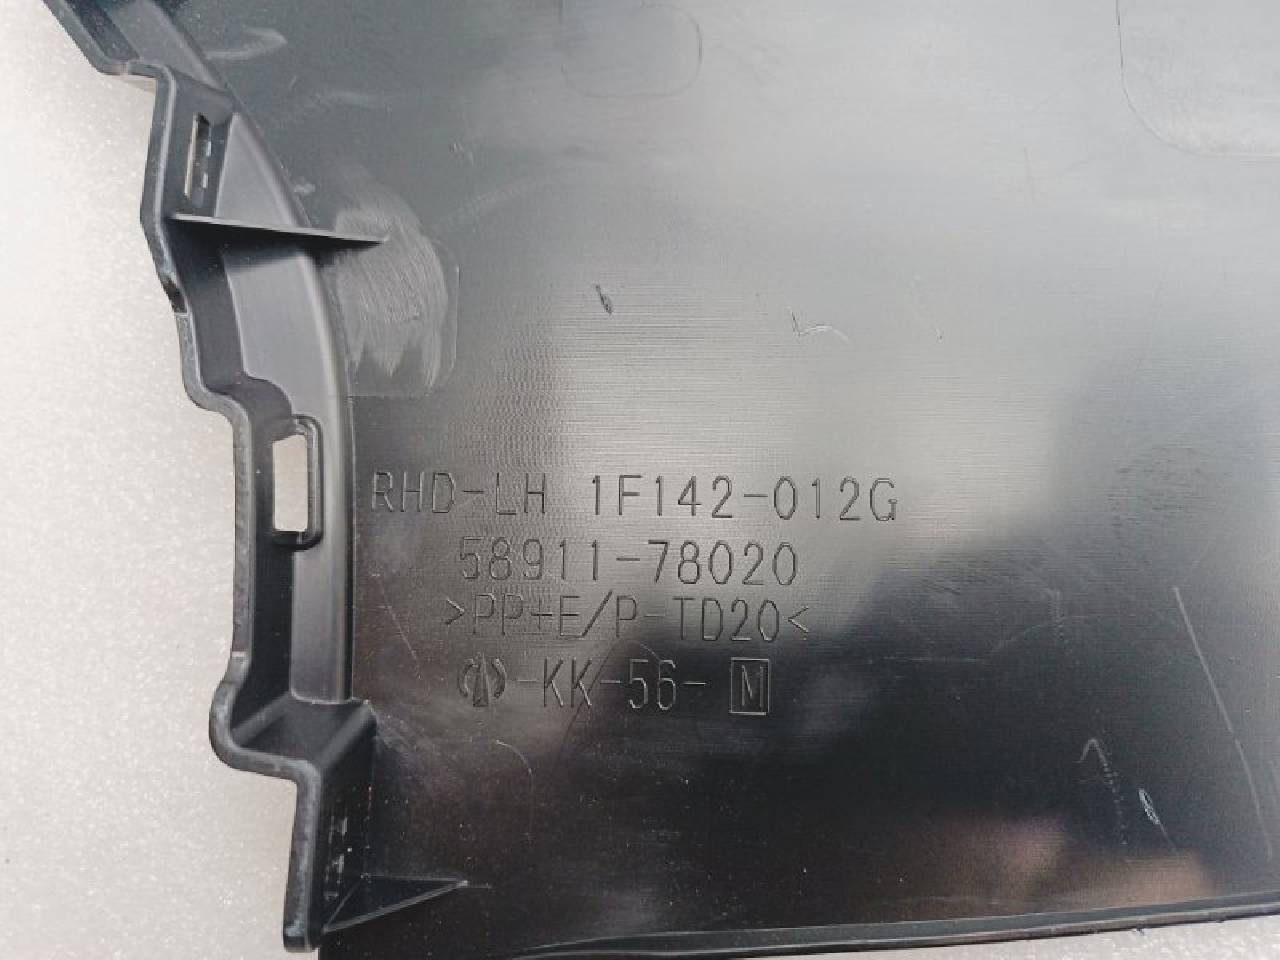 RHD-LH 1F142-012G
58911-78020
>PP+E/P-TD20<
-KK-56- M